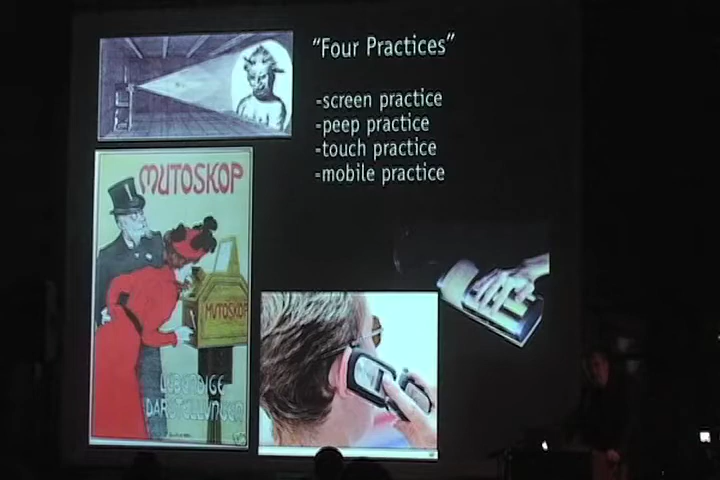 "Four Practices"
-screen practice
-peep practice
-touch practice
-mobile practice
MUTOSKOP
MUTOSKOP
LEBENDIGE
DARSTELLUNGEN